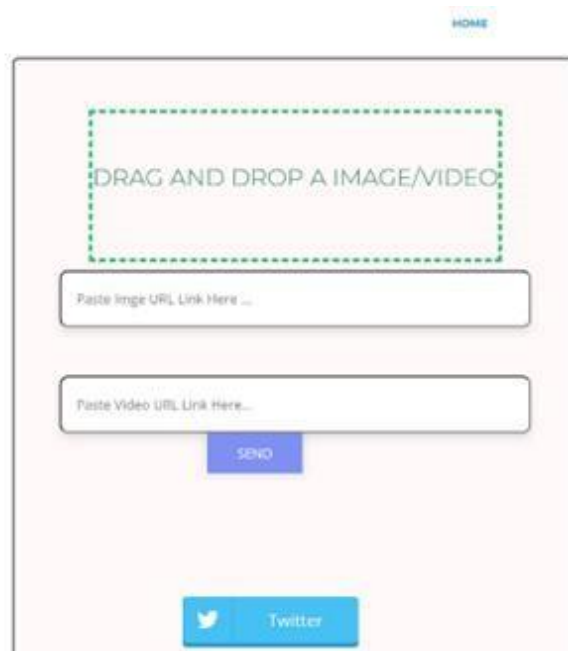 HOME
DRAG AND DROP A IMAGE/VIDEO
Paste Imge URL Link Here ...
Paste Video URL Link Here...
SEND
Twitter